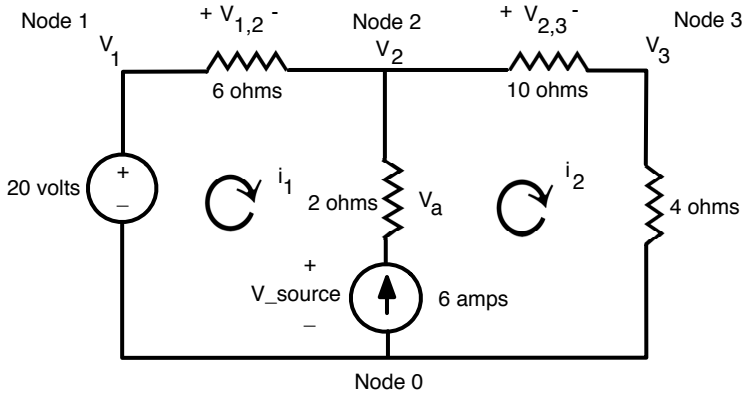 Node 1
+ V1,2 -
Node 2
+ V2,3 -
Node 3
V1
V2
V3
6 ohms
10 ohms
+
20 volts
–
i1
2 ohms
Va
i2
4 ohms
+
V_source
–
6 amps
Node 0